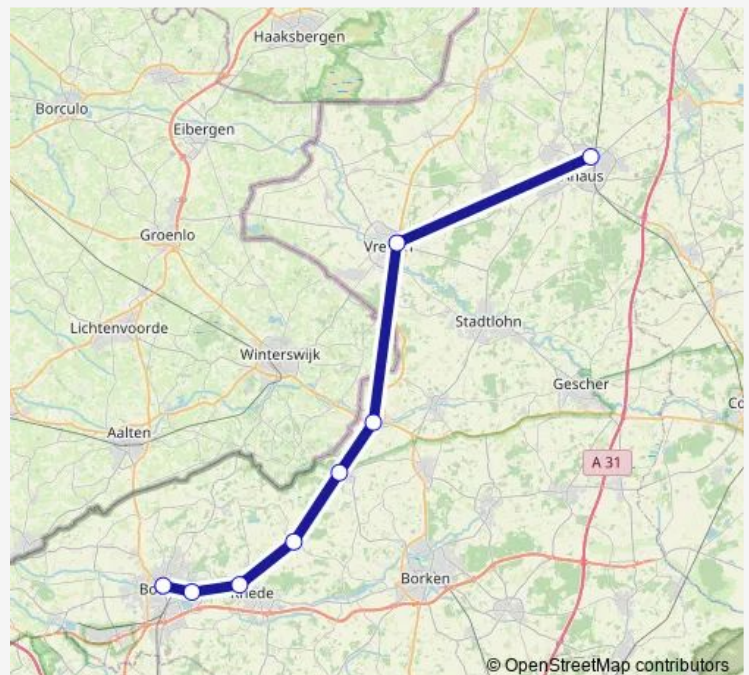 Haaksbergen
Borculo
Eibergen
Groenlo
Stadtlohn
Lichtenvoorde
Winterswijk
Gescher
Aalten
A 31
Borken
© OpenStreetMap contributors